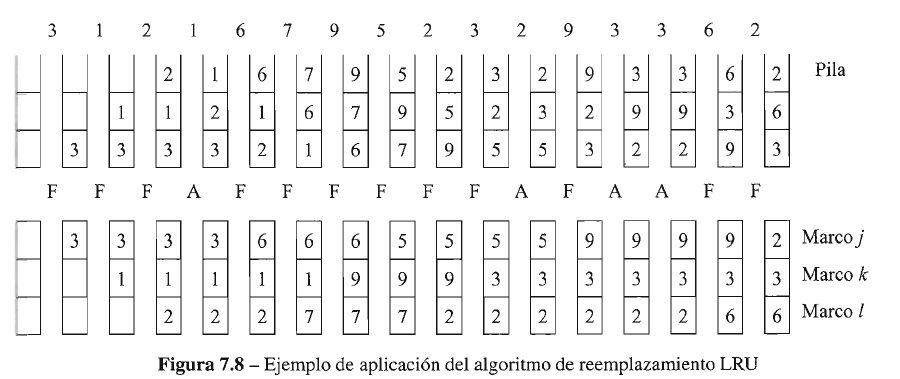 3 1 2 1 6 7 9 5 2 3 2 9 3 3 6 2
2 1 6 7 9 5 2 3 2 9 3 3 6 2 Pila
1 1 2 1 6 7 9 5 2 3 2 9 9 3 6
3 3 3 3 2 1 6 7 9 5 5 3 2 2 9 3
F F F A F F F F F F A F A A F F
3 3 3 3 6 6 6 5 5 5 5 9 9 9 9 2 Marco j
1 1 1 1 1 9 9 9 3 3 3 3 3 3 3 Marco k
2 2 2 7 7 7 2 2 2 2 2 2 6 6 Marco l
Figura 7.8 – Ejemplo de aplicación del algoritmo de reemplazamiento LRU